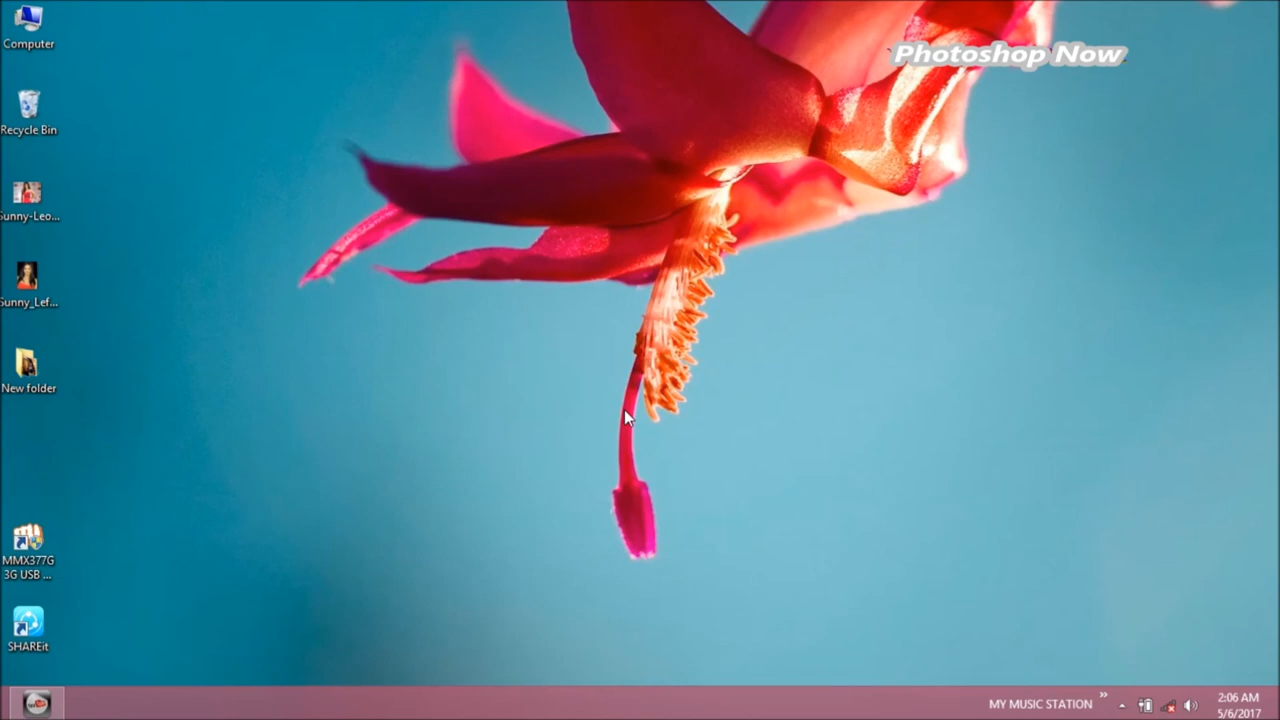 Photoshop Now
Computer
Recycle Bin
Sunny-Leo...
Sunny_Lef...
New folder
MMX377G
3G USB ...
SHAREit
MY MUSIC STATION
2:06 AM
5/6/2017